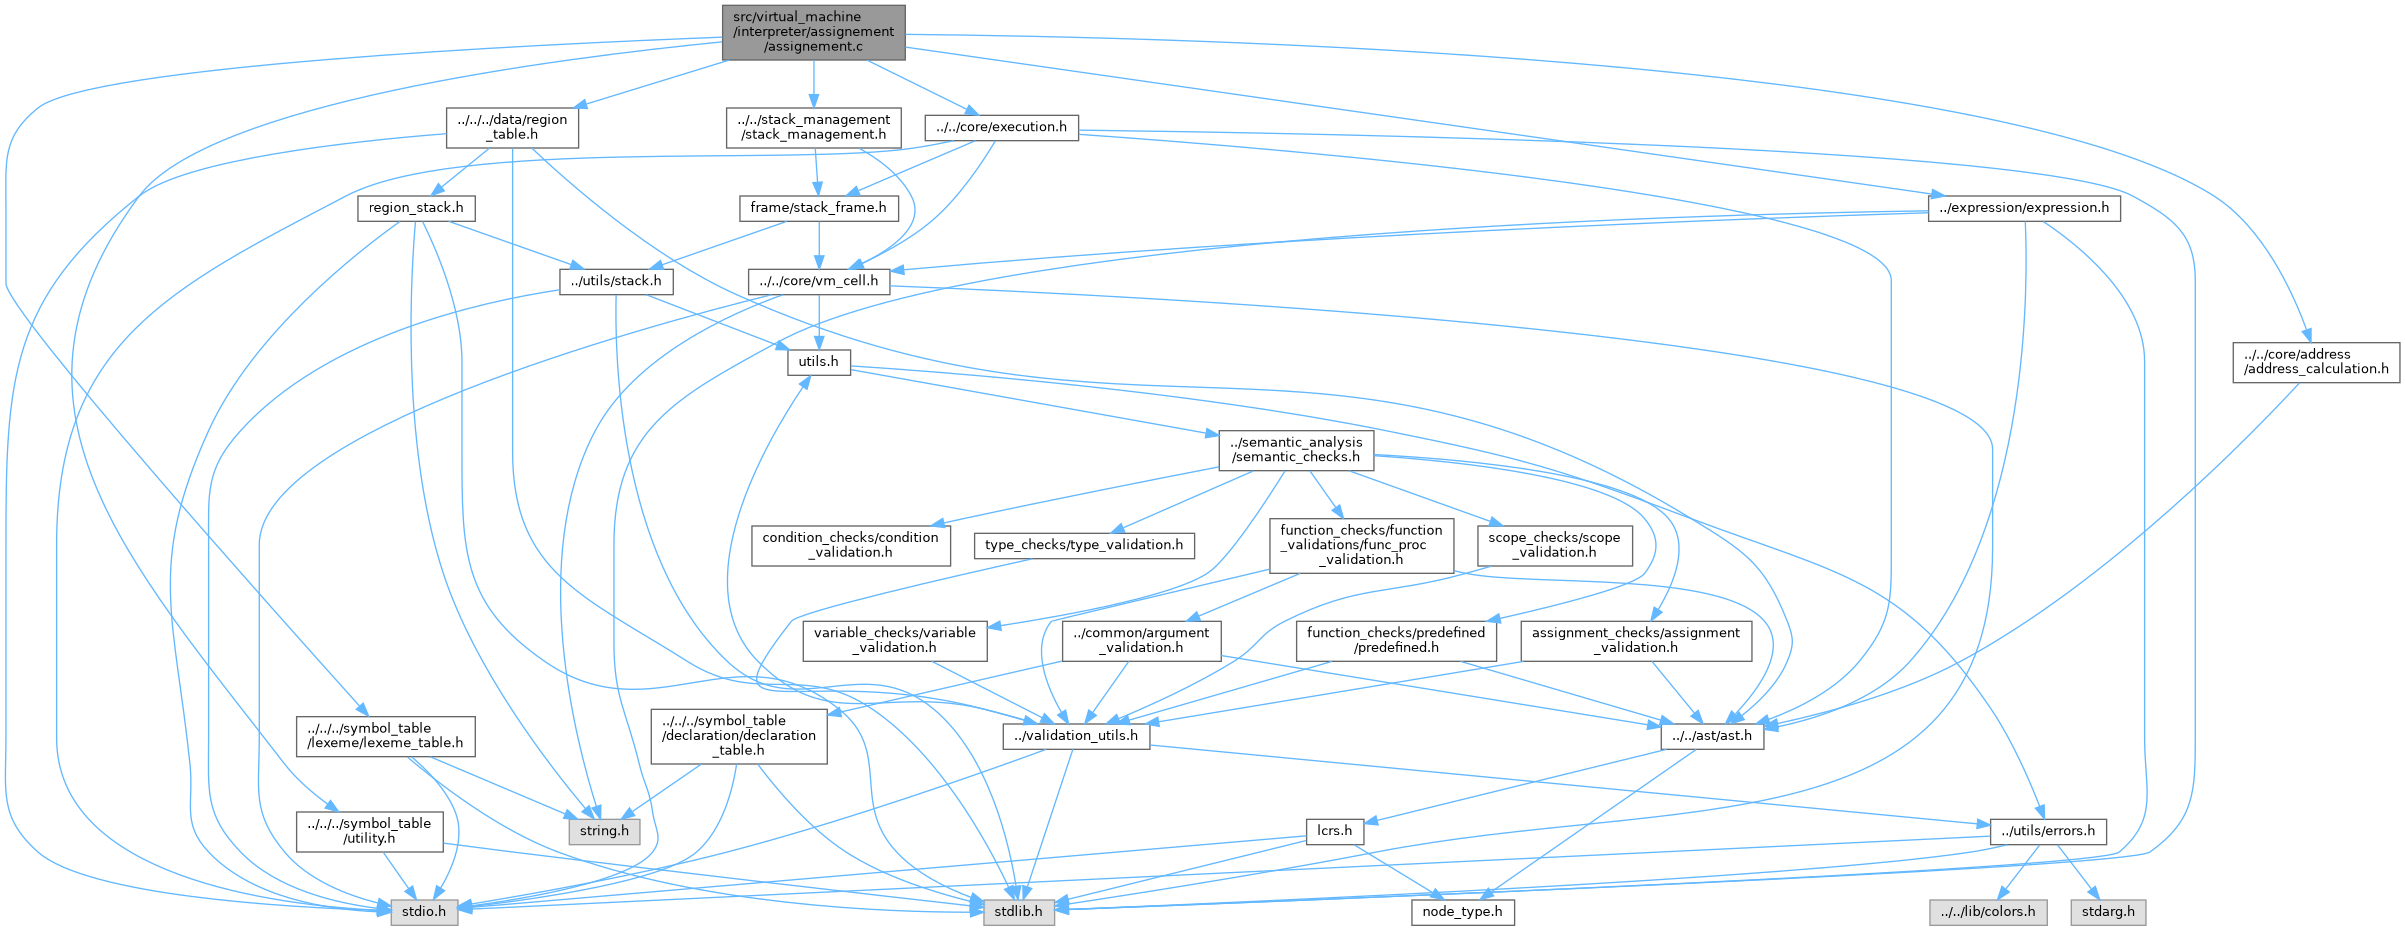 src/virtual_machine
/interpreter/assignement
/assignement.c
../../../data/region
_table.h
../../stack_management
/stack_management.h
../../core/execution.h
region_stack.h
frame/stack_frame.h
../expression/expression.h
../utils/stack.h
../../core/vm_cell.h
utils.h
../../core/address
/address_calculation.h
../semantic_analysis
/semantic_checks.h
condition_checks/condition
_validation.h
type_checks/type_validation.h
function_checks/function
_validations/func_proc
_validation.h
scope_checks/scope
_validation.h
variable_checks/variable
_validation.h
../common/argument
_validation.h
function_checks/predefined
/predefined.h
assignment_checks/assignment
_validation.h
../../../symbol_table
/lexeme/lexeme_table.h
../../../symbol_table
/declaration/declaration
_table.h
../validation_utils.h
../../ast/ast.h
../../../symbol_table
/utility.h
string.h
lcrs.h
../utils/errors.h
stdio.h
stdlib.h
node_type.h
../../lib/colors.h
stdarg.h